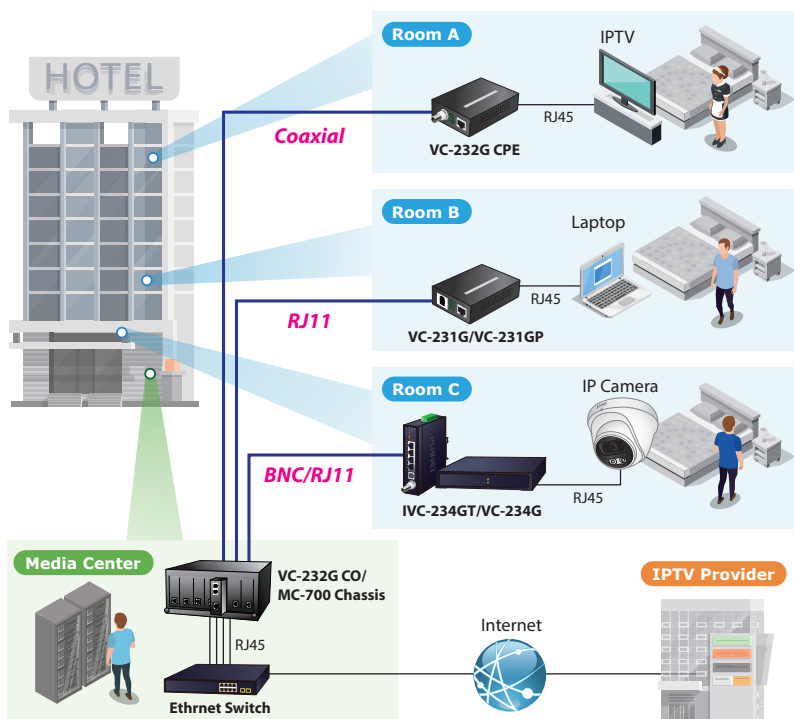 HOTEL
Room A
IPTV
RJ45
Coaxial
VC-232G CPE
Room B
Laptop
RJ45
RJ11
VC-231G/VC-231GP
Room C
IP Camera
PLANET
BNC/RJ11
RJ45
IVC-234GT/VC-234G
Media Center
VC-232G CO/
MC-700 Chassis
RJ45
Ethrnet Switch
Internet
IPTV Provider